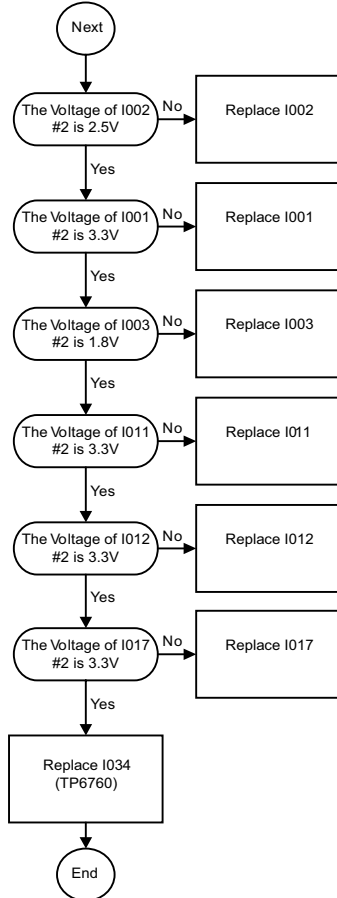 Next
The Voltage of I002
#2 is 2.5V
No
Replace I002
Yes
The Voltage of I001
#2 is 3.3V
No
Replace I001
Yes
The Voltage of I003
#2 is 1.8V
No
Replace I003
Yes
The Voltage of I011
#2 is 3.3V
No
Replace I011
Yes
The Voltage of I012
#2 is 3.3V
No
Replace I012
Yes
The Voltage of I017
#2 is 3.3V
No
Replace I017
Yes
Replace I034
(TP6760)
End